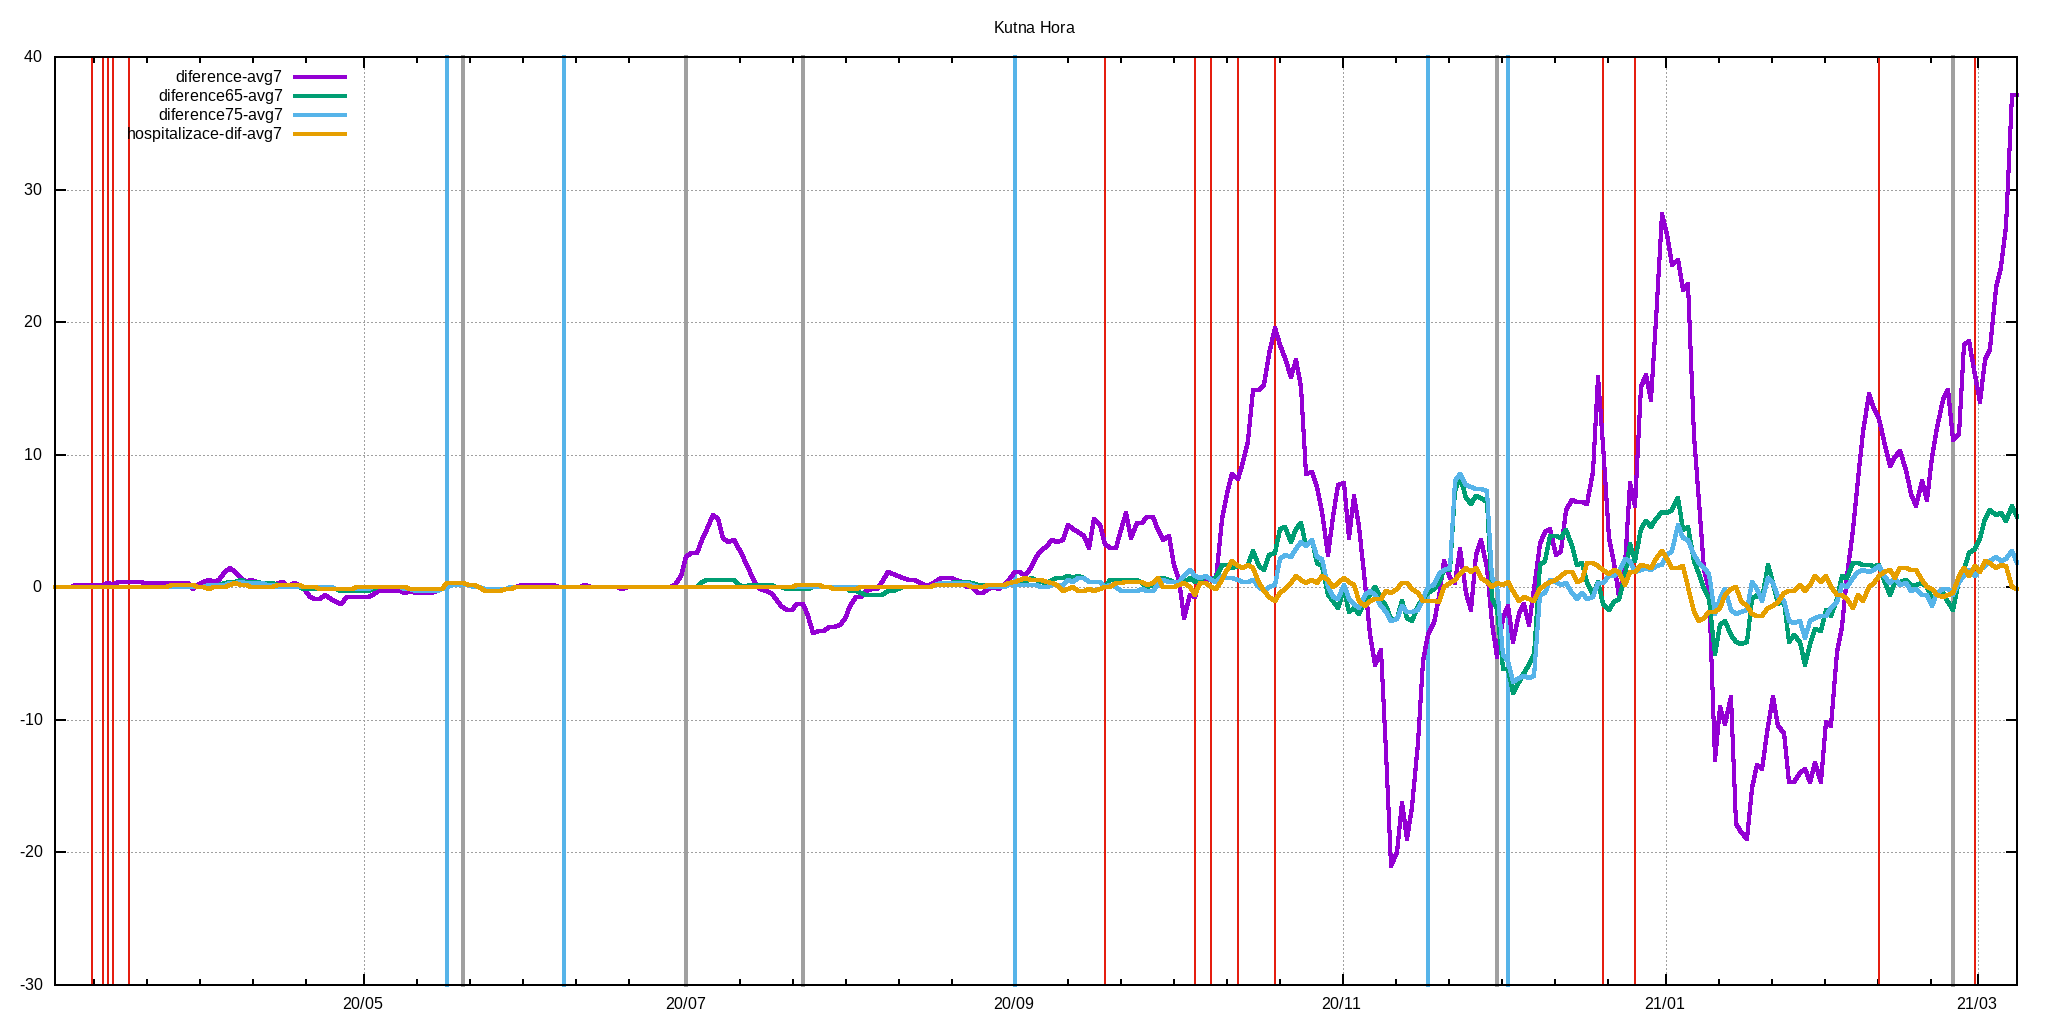 Kutna Hora
40
30
20
10
0
-10
-20
-30
diference-avg7
diference65-avg7
diference75-avg7
hospitalizace-dif-avg7
20/05 20/07 20/09 20/11 21/01 21/03